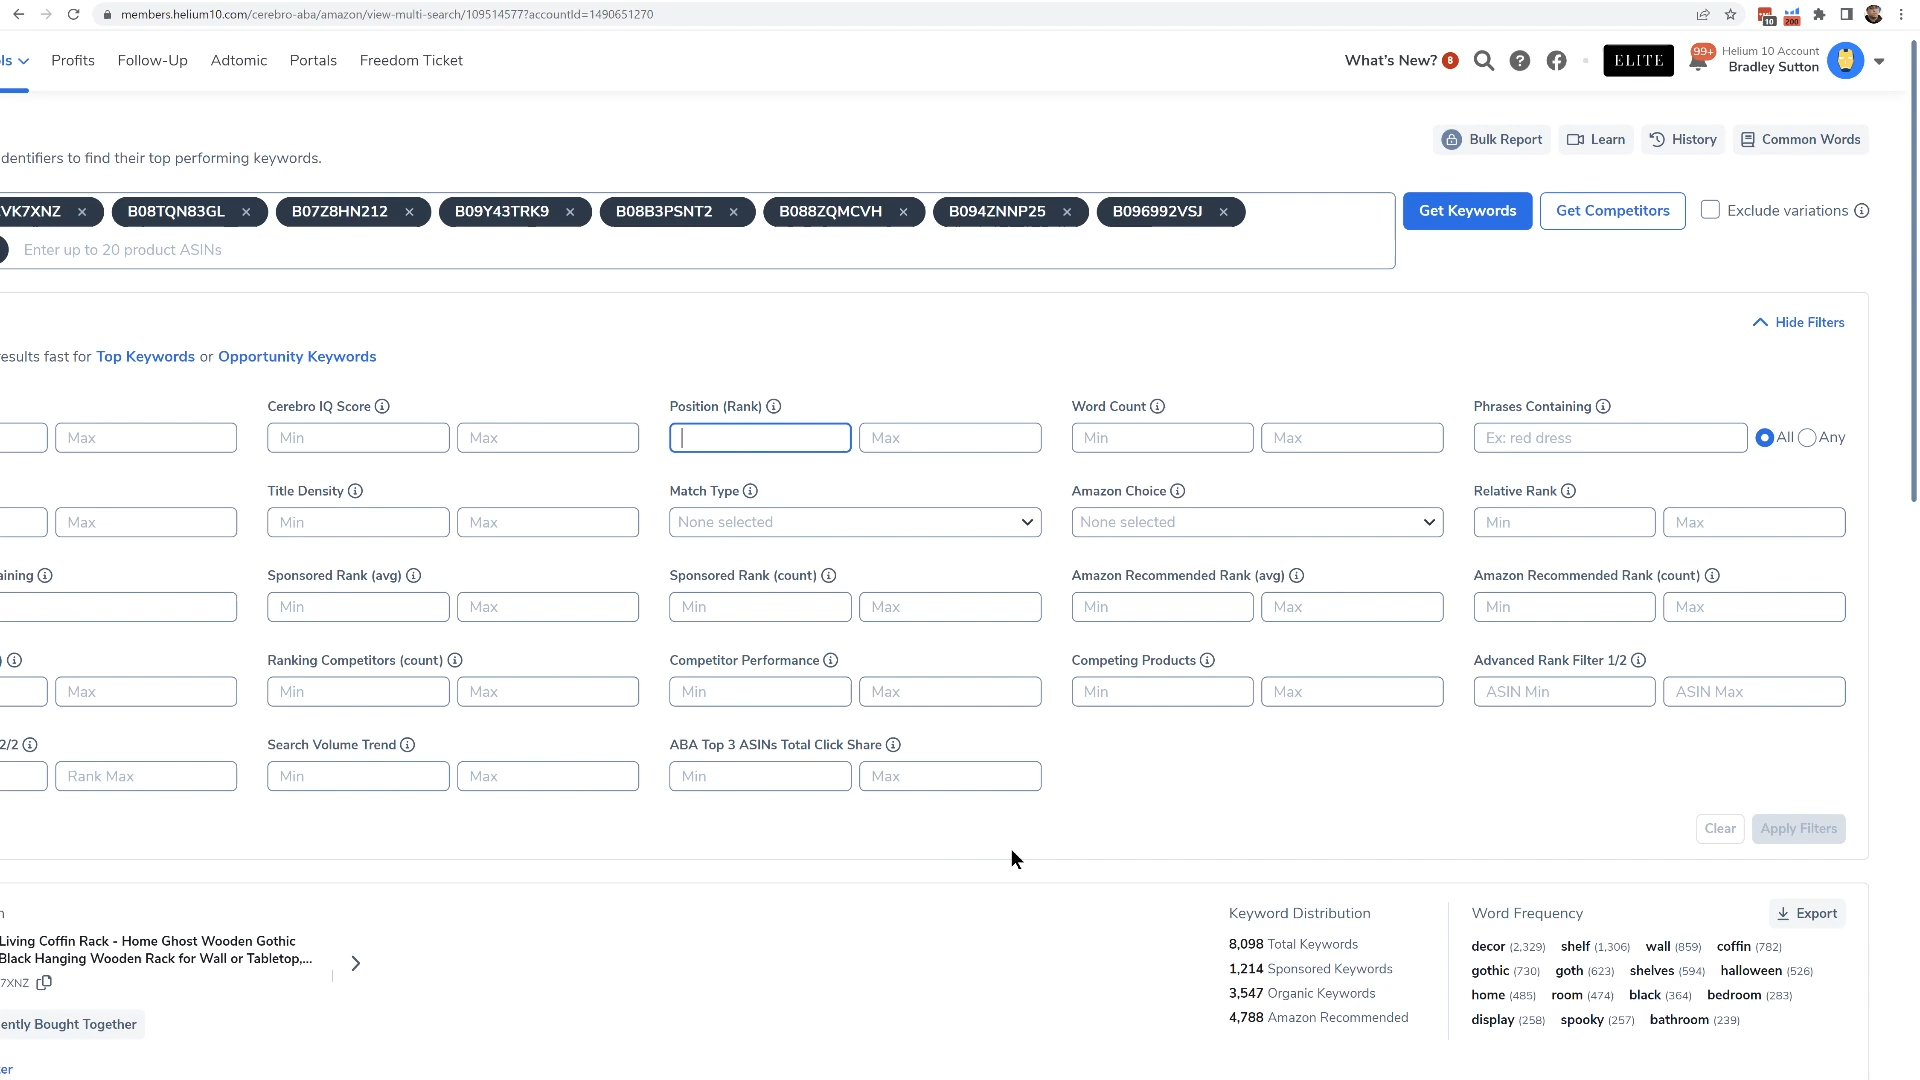 members.helium10.com/cerebro-aba/amazon/view-multi-search/109514577?accountId=1490651270
10
200
ls
Profits
Follow-Up
Adtomic
Portals
Freedom Ticket
What's New? 8
ELITE
99+
Helium 10 Account
Bradley Sutton
Bulk Report
Learn
History
Common Words
dentifiers to find their top performing keywords.
VK7XNZ
B08TQN83GL
B07Z8HN212
B09Y43TRK9
B08B3PSNT2
B088ZQMCVH
B094ZNNP25
B096992VSJ
Get Keywords
Get Competitors
Exclude variations
Enter up to 20 product ASINs
Hide Filters
esults fast for Top Keywords or Opportunity Keywords
Cerebro IQ Score
Position (Rank)
Word Count
Phrases Containing
Max
Min
Max
Max
Min
Max
Ex: red dress
All
Any
Title Density
Match Type
Amazon Choice
Relative Rank
Max
Min
Max
None selected
None selected
Min
Max
aining
Sponsored Rank (avg)
Sponsored Rank (count)
Amazon Recommended Rank (avg)
Amazon Recommended Rank (count)
Min
Max
Min
Max
Min
Max
Min
Max
)
Ranking Competitors (count)
Competitor Performance
Competing Products
Advanced Rank Filter 1/2
Max
Min
Max
Min
Max
Min
Max
ASIN Min
ASIN Max
2/2
Search Volume Trend
ABA Top 3 ASINs Total Click Share
Rank Max
Min
Max
Min
Max
Clear
Apply Filters
n
Living Coffin Rack - Home Ghost Wooden Gothic
Black Hanging Wooden Rack for Wall or Tabletop,...
7XNZ
ently Bought Together
er
Keyword Distribution
8,098 Total Keywords
1,214 Sponsored Keywords
3,547 Organic Keywords
4,788 Amazon Recommended
Word Frequency
Export
decor (2,329) shelf (1,306) wall (859) coffin (782)
gothic (730) goth (623) shelves (594) halloween (526)
home (485) room (474) black (364) bedroom (283)
display (258) spooky (257) bathroom (239)